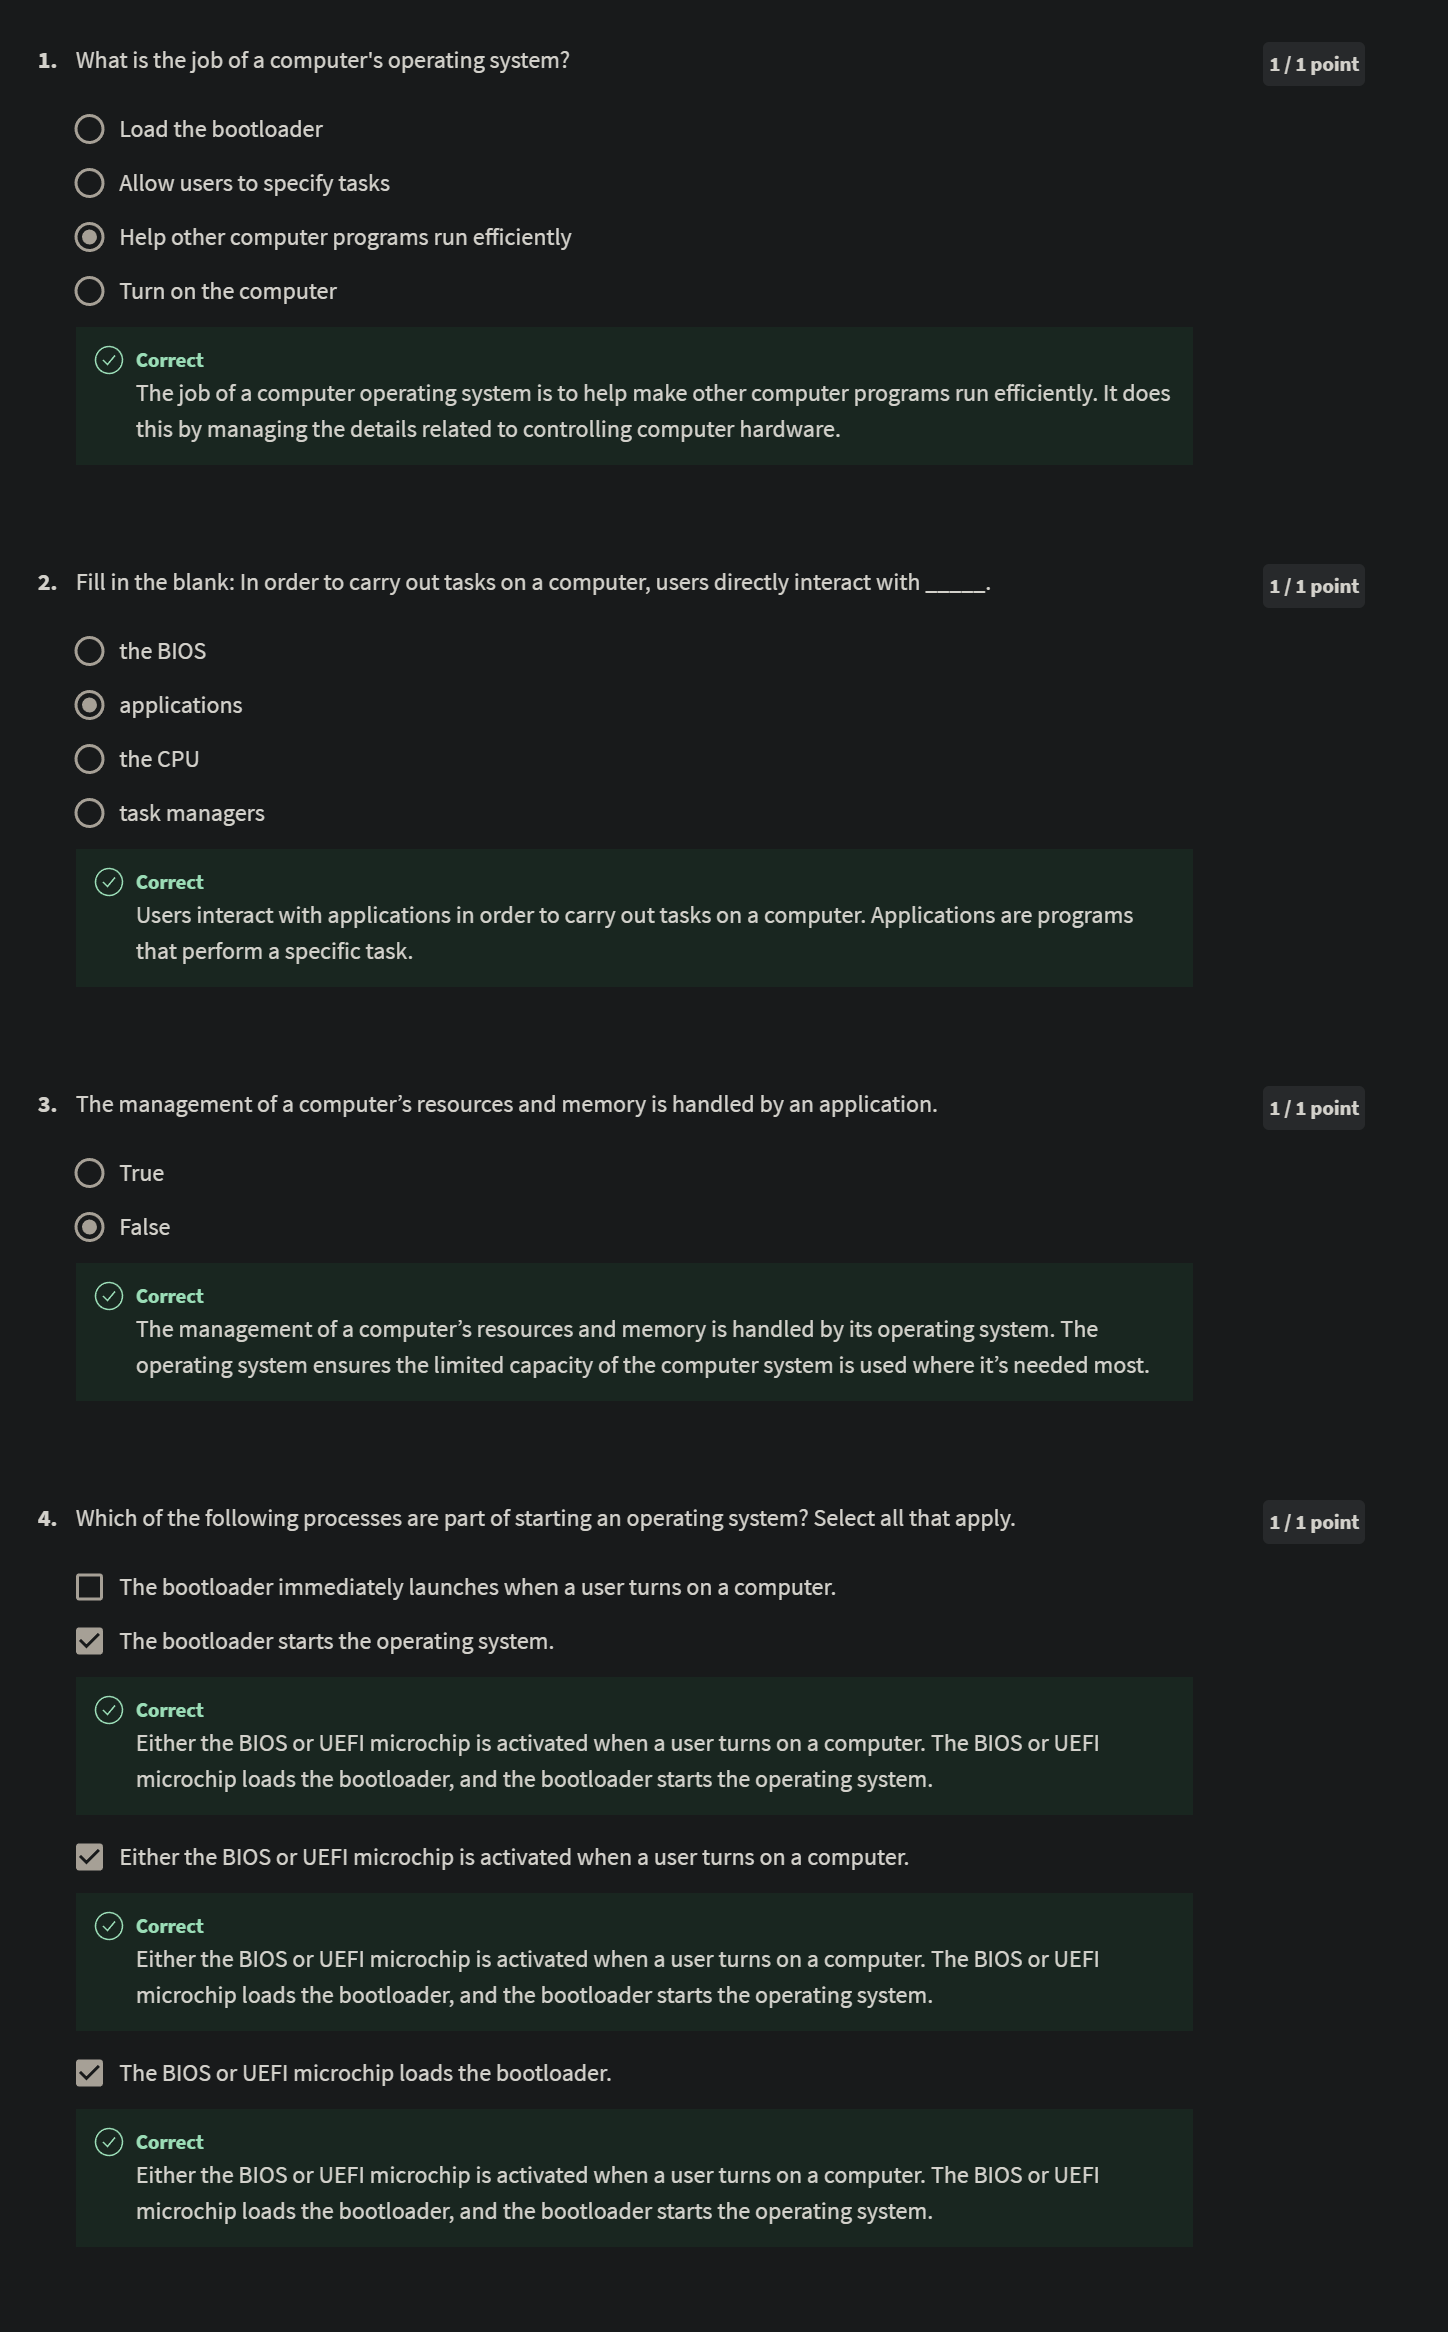 1. What is the job of a computer's operating system?
1 / 1 point
Load the bootloader
Allow users to specify tasks
Help other computer programs run efficiently
Turn on the computer
Correct
The job of a computer operating system is to help make other computer programs run efficiently. It does
this by managing the details related to controlling computer hardware.
2. Fill in the blank: In order to carry out tasks on a computer, users directly interact with _____.
1 / 1 point
the BIOS
applications
the CPU
task managers
Correct
Users interact with applications in order to carry out tasks on a computer. Applications are programs
that perform a specific task.
3. The management of a computer’s resources and memory is handled by an application.
1 / 1 point
True
False
Correct
The management of a computer’s resources and memory is handled by its operating system. The
operating system ensures the limited capacity of the computer system is used where it’s needed most.
4. Which of the following processes are part of starting an operating system? Select all that apply.
1 / 1 point
The bootloader immediately launches when a user turns on a computer.
The bootloader starts the operating system.
Correct
Either the BIOS or UEFI microchip is activated when a user turns on a computer. The BIOS or UEFI
microchip loads the bootloader, and the bootloader starts the operating system.
Either the BIOS or UEFI microchip is activated when a user turns on a computer.
Correct
Either the BIOS or UEFI microchip is activated when a user turns on a computer. The BIOS or UEFI
microchip loads the bootloader, and the bootloader starts the operating system.
The BIOS or UEFI microchip loads the bootloader.
Correct
Either the BIOS or UEFI microchip is activated when a user turns on a computer. The BIOS or UEFI
microchip loads the bootloader, and the bootloader starts the operating system.